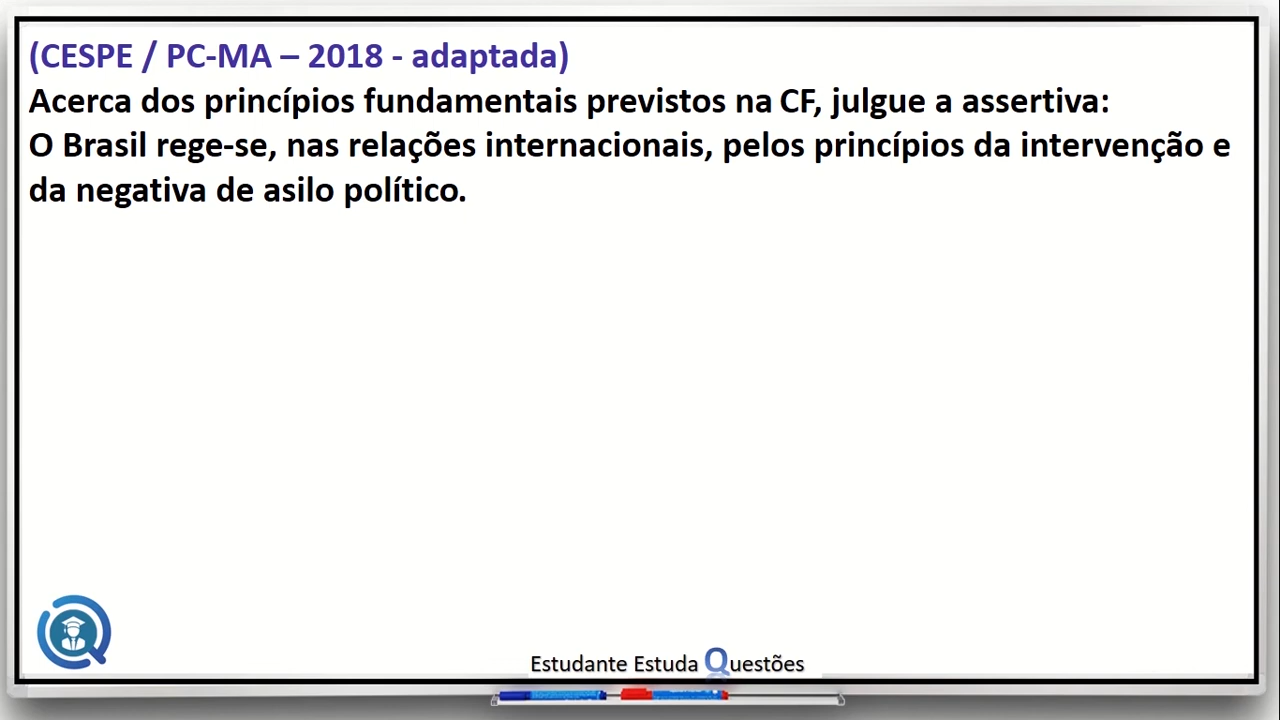 (CESPE / PC-MA – 2018 - adaptada)
Acerca dos princípios fundamentais previstos na CF, julgue a assertiva:
O Brasil rege-se, nas relações internacionais, pelos princípios da intervenção e
da negativa de asilo político.
Estudante Estuda Questões